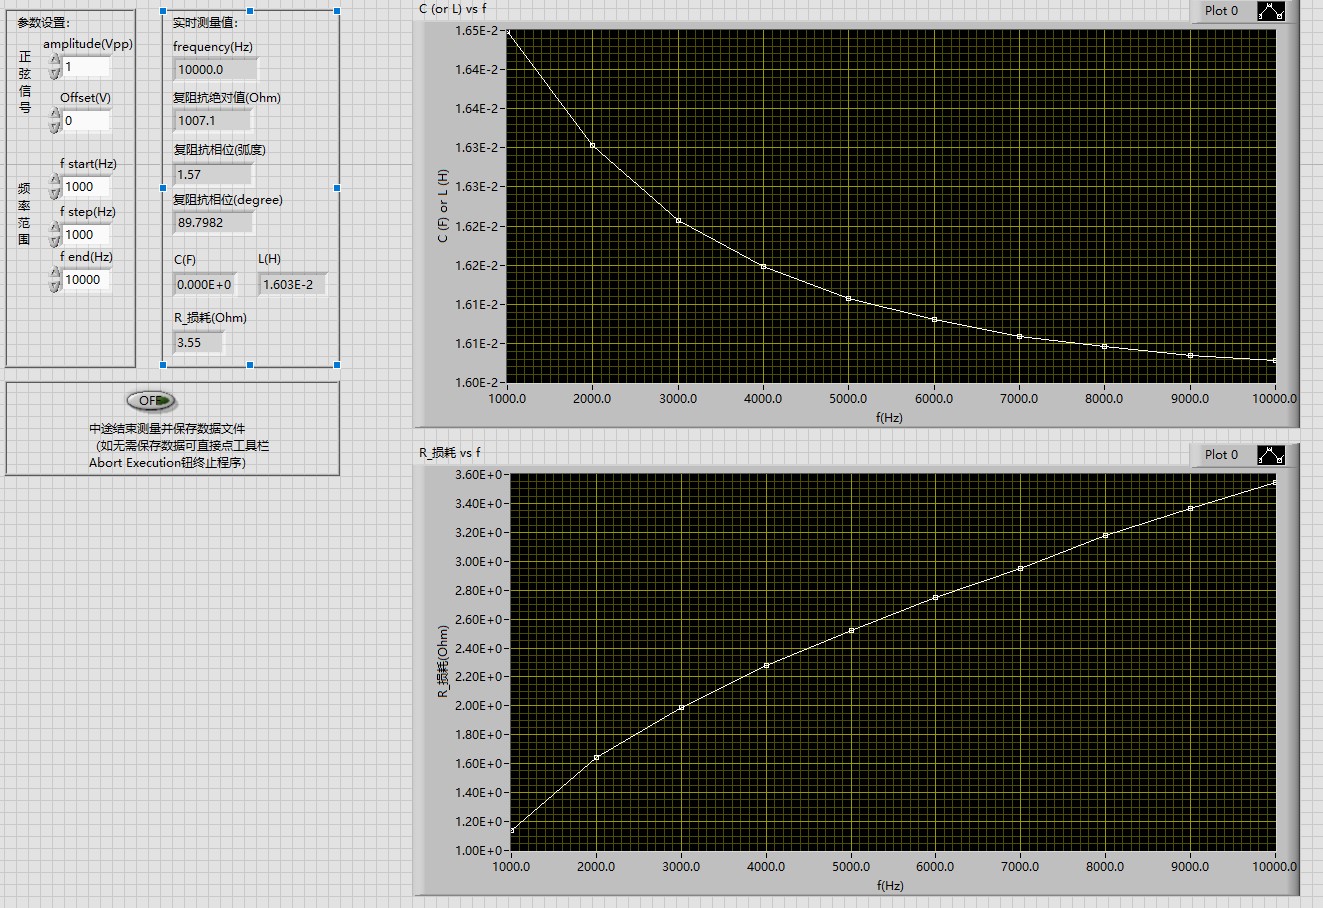 参数设置:
正弦信号
amplitude(Vpp)
1
Offset(V)
0
频率范围
f start(Hz)
1000
f step(Hz)
1000
f end(Hz)
10000
实时测量值:
frequency(Hz)
10000.0
复阻抗绝对值(Ohm)
1007.1
复阻抗相位(弧度)
1.57
复阻抗相位(degree)
89.7982
C(F) L(H)
0.000E+0 1.603E-2
R_损耗(Ohm)
3.55
OFF
中途结束测量并保存数据文件
（如无需保存数据可直接点工具栏
Abort Execution钮终止程序）
C (or L) vs f
Plot 0
C (F) or L (H)
1.65E-2
1.64E-2
1.64E-2
1.63E-2
1.63E-2
1.62E-2
1.62E-2
1.61E-2
1.61E-2
1.60E-2
1000.0 2000.0 3000.0 4000.0 5000.0 6000.0 7000.0 8000.0 9000.0 10000.0
f(Hz)
R_损耗 vs f
Plot 0
R_损耗(Ohm)
3.60E+0
3.40E+0
3.20E+0
3.00E+0
2.80E+0
2.60E+0
2.40E+0
2.20E+0
2.00E+0
1.80E+0
1.60E+0
1.40E+0
1.20E+0
1.00E+0
1000.0 2000.0 3000.0 4000.0 5000.0 6000.0 7000.0 8000.0 9000.0 10000.0
f(Hz)